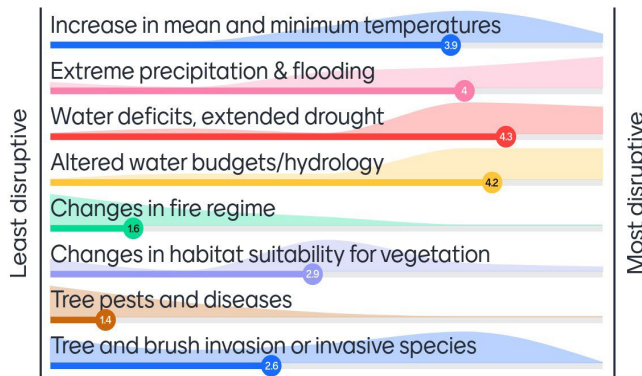 Increase in mean and minimum temperatures
3.9
Extreme precipitation & flooding
4
Water deficits, extended drought
4.3
Altered water budgets/hydrology
4.2
Changes in fire regime
1.6
Changes in habitat suitability for vegetation
2.9
Tree pests and diseases
1.4
Tree and brush invasion or invasive species
2.6
Least disruptive
Most disruptive